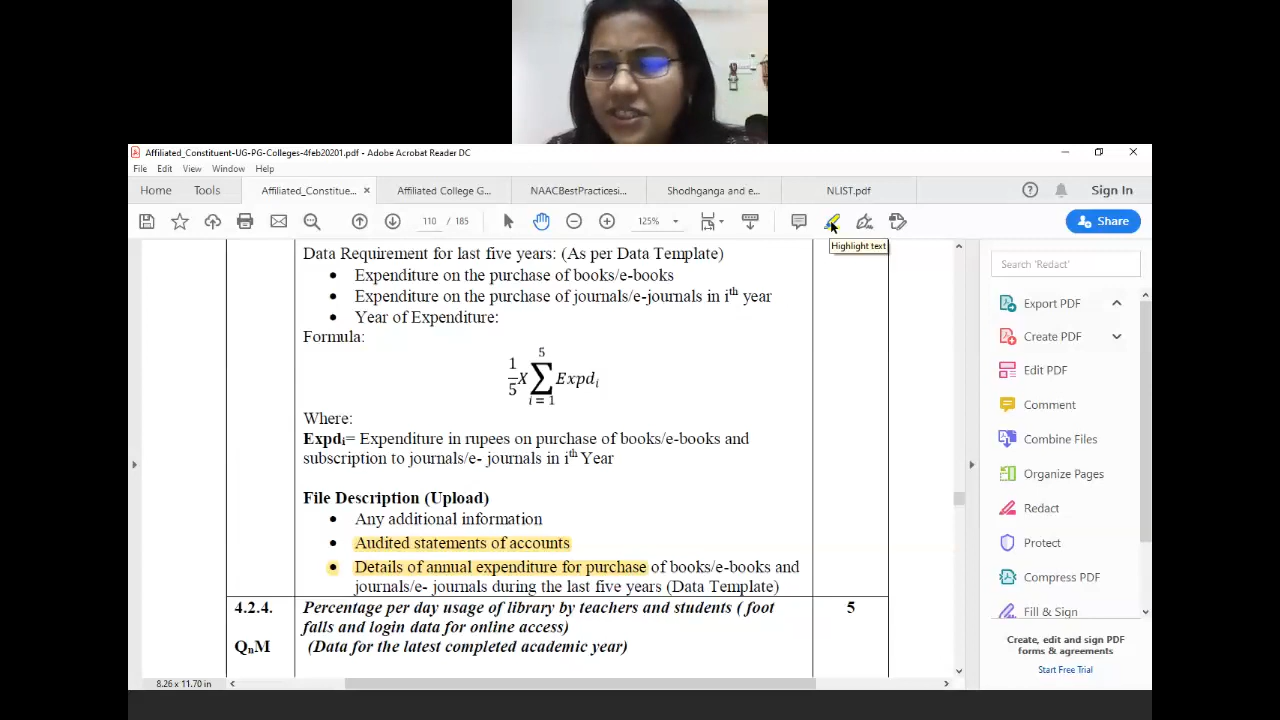 Affiliated_Constituent-UG-PG-Colleges-4feb20201.pdf - Adobe Acrobat Reader DC
File Edit View Window Help
Home Tools Affiliated_Constitue... × Affiliated College G... NAACBestPracticesi... Shodhganga and e... NLIST.pdf Sign In
110 / 185 125% Share
Highlight text
Data Requirement for last five years: (As per Data Template)
• Expenditure on the purchase of books/e-books
• Expenditure on the purchase of journals/e-journals in iᵗʰ year
• Year of Expenditure:
Formula:
1/5 X ∑ i = 1 5 Expdᵢ
Where:
Expdᵢ= Expenditure in rupees on purchase of books/e-books and
subscription to journals/e- journals in iᵗʰ Year
File Description (Upload)
• Any additional information
• Audited statements of accounts
• Details of annual expenditure for purchase of books/e-books and
journals/e- journals during the last five years (Data Template)
4.2.4. Percentage per day usage of library by teachers and students ( foot 5
falls and login data for online access)
QₙM (Data for the latest completed academic year)
8.26 x 11.70 in
Search 'Redact'
Export PDF
Create PDF
Edit PDF
Comment
Combine Files
Organize Pages
Redact
Protect
Compress PDF
Fill & Sign
Create, edit and sign PDF
forms & agreements
Start Free Trial